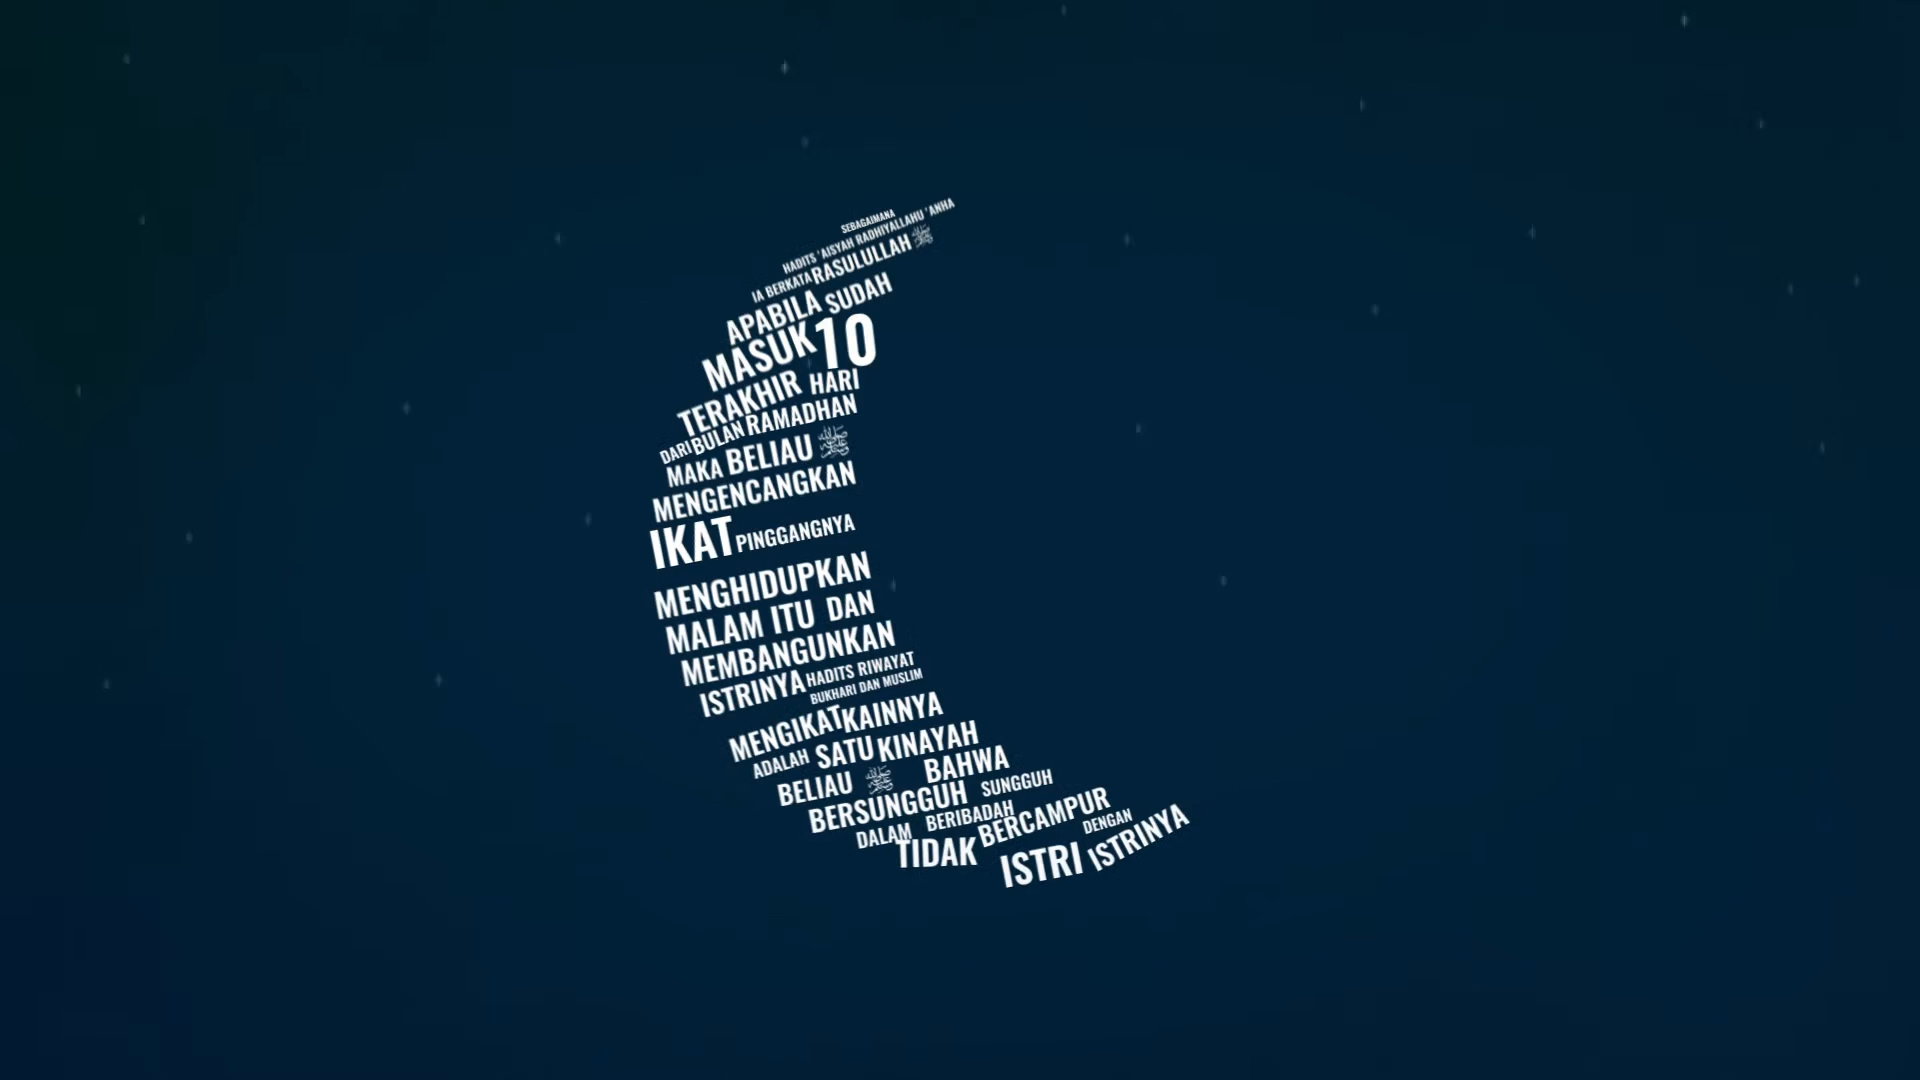 SEBAGAIMANA
HADITS 'AISYAH RADHIYALLAHU 'ANHA
IA BERKATA RASULULLAH ﷺ
APABILA SUDAH
MASUK 10
TERAKHIR HARI
DARI BULAN RAMADHAN
MAKA BELIAU ﷺ
MENGENCANGKAN
IKAT PINGGANGNYA
MENGHIDUPKAN
MALAM ITU DAN
MEMBANGUNKAN
ISTRINYA HADITS RIWAYAT
BUKHARI DAN MUSLIM
MENGIKAT KAINNYA
ADALAH SATU KINAYAH
BELIAU ﷺ BAHWA
BERSUNGGUH SUNGGUH
DALAM BERIBADAH
TIDAK BERCAMPUR DENGAN
ISTRI ISTRINYA